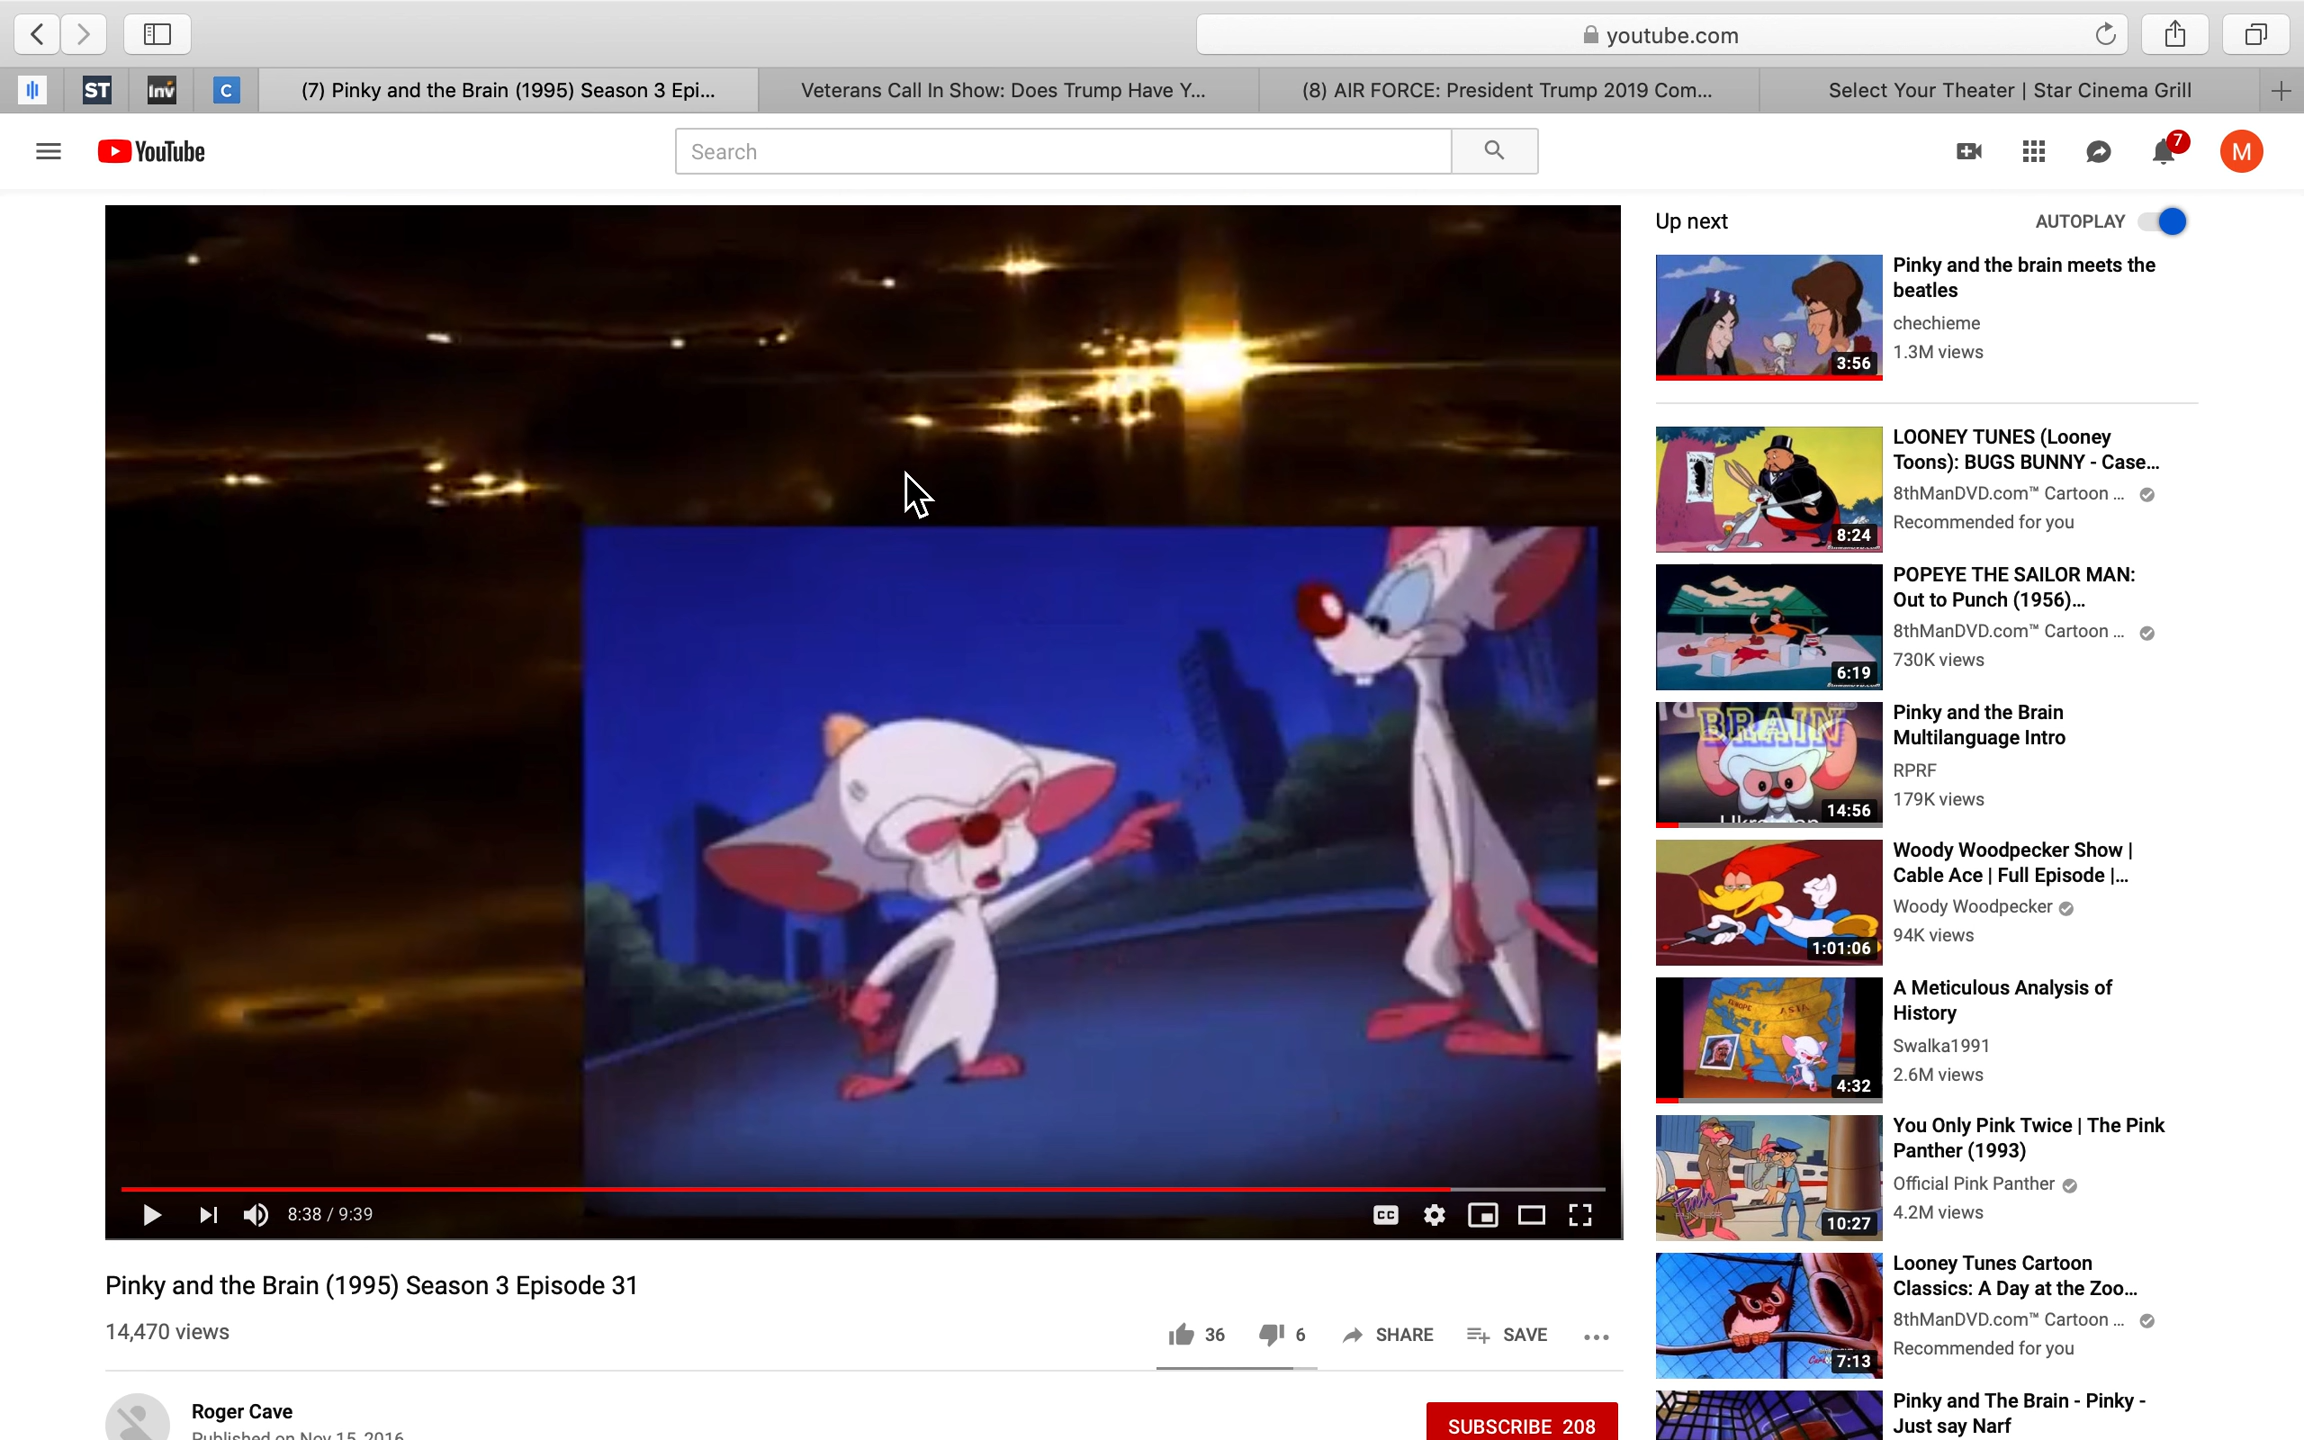 youtube.com
ST
Inv
C
(7) Pinky and the Brain (1995) Season 3 Epi...
Veterans Call In Show: Does Trump Have Y...
(8) AIR FORCE: President Trump 2019 Com...
Select Your Theater | Star Cinema Grill
YouTube
Search
7
M
Up next
AUTOPLAY
Pinky and the brain meets the
beatles
chechieme
1.3M views
3:56
LOONEY TUNES (Looney
Toons): BUGS BUNNY - Case...
8thManDVD.com™ Cartoon ...
Recommended for you
8:24
POPEYE THE SAILOR MAN:
Out to Punch (1956)...
8thManDVD.com™ Cartoon ...
730K views
6:19
BRAIN
Pinky and the Brain
Multilanguage Intro
RPRF
179K views
14:56
Woody Woodpecker Show |
Cable Ace | Full Episode |...
Woody Woodpecker
94K views
1:01:06
EUROPE
ASIA
A Meticulous Analysis of
History
Swalka1991
2.6M views
4:32
You Only Pink Twice | The Pink
Panther (1993)
Official Pink Panther
4.2M views
10:27
Looney Tunes Cartoon
Classics: A Day at the Zoo...
8thManDVD.com™ Cartoon ...
Recommended for you
7:13
Pinky and The Brain - Pinky -
Just say Narf
8:38 / 9:39
CC
Pinky and the Brain (1995) Season 3 Episode 31
14,470 views
36
6
SHARE
SAVE
Roger Cave
Published on Nov 15, 2016
SUBSCRIBE 208